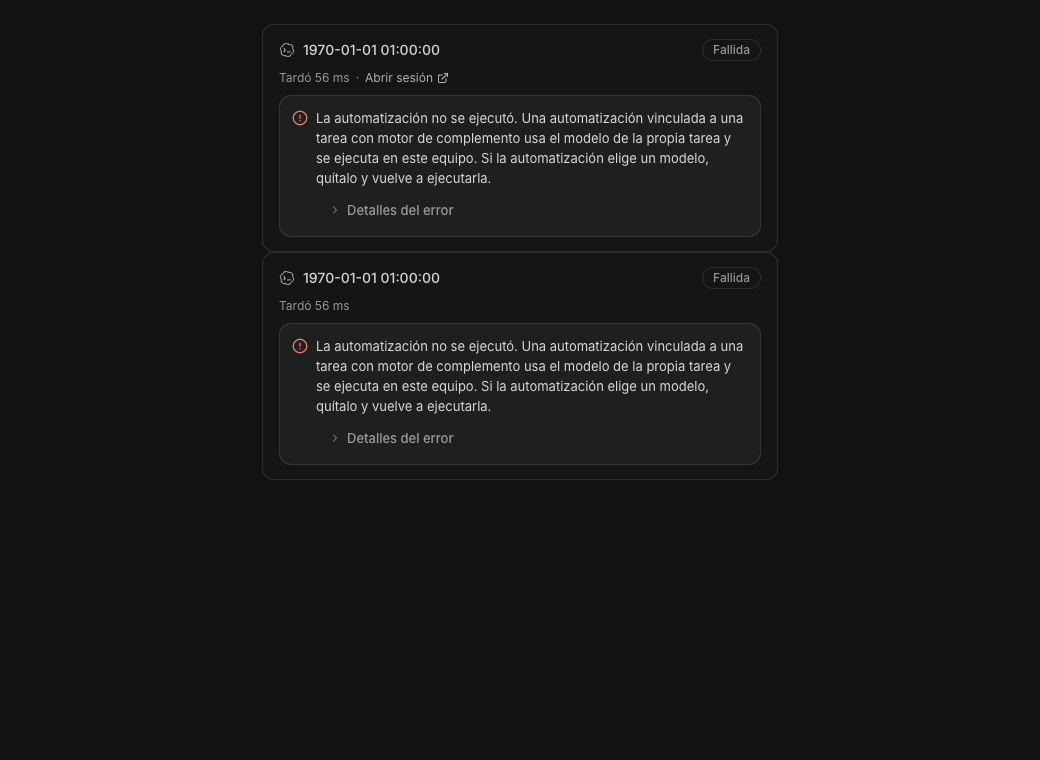 1970-01-01 01:00:00 Fallida
Tardó 56 ms · Abrir sesión
La automatización no se ejecutó. Una automatización vinculada a una
tarea con motor de complemento usa el modelo de la propia tarea y
se ejecuta en este equipo. Si la automatización elige un modelo,
quítalo y vuelve a ejecutarla.
Detalles del error
1970-01-01 01:00:00 Fallida
Tardó 56 ms
La automatización no se ejecutó. Una automatización vinculada a una
tarea con motor de complemento usa el modelo de la propia tarea y
se ejecuta en este equipo. Si la automatización elige un modelo,
quítalo y vuelve a ejecutarla.
Detalles del error